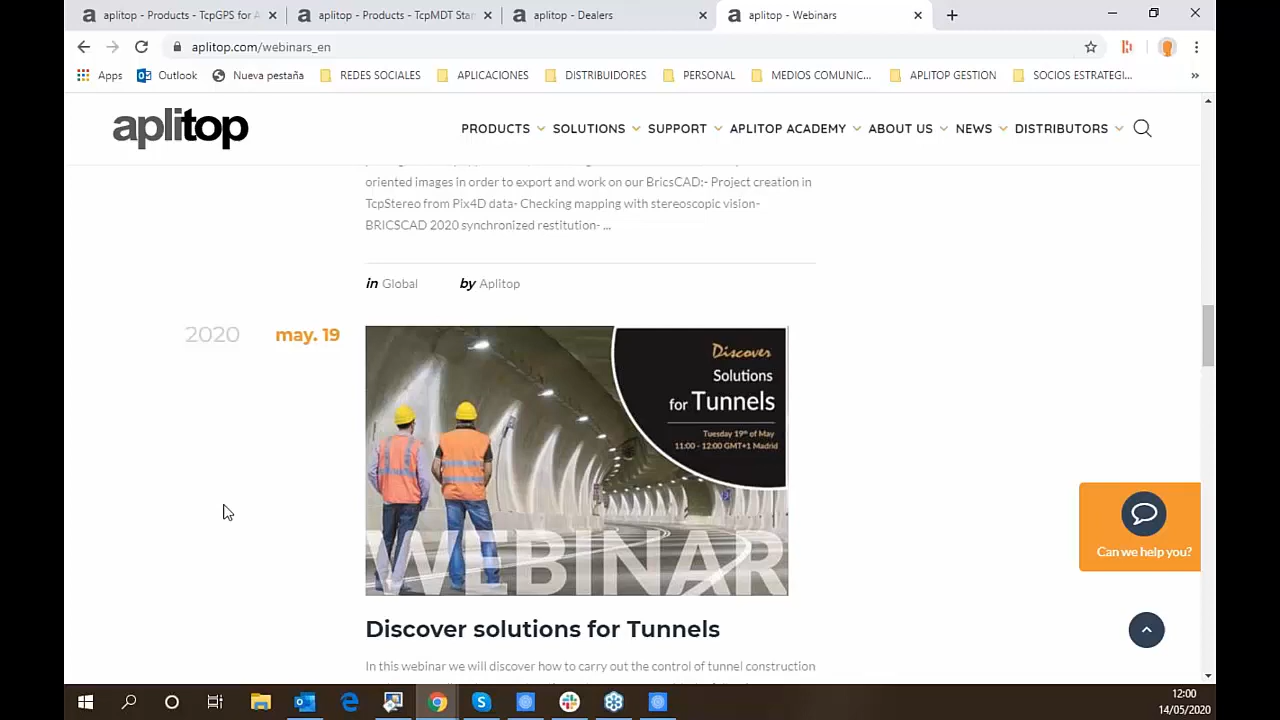 aplitop - Products - TcpGPS for A
aplitop - Products - TcpMDT Star
aplitop - Dealers
aplitop - Webinars
aplitop.com/webinars_en
Apps
Outlook
Nueva pestaña
REDES SOCIALES
APLICACIONES
DISTRIBUIDORES
PERSONAL
MEDIOS COMUNIC...
APLITOP GESTION
SOCIOS ESTRATEGI...
»
aplitop
PRODUCTS
SOLUTIONS
SUPPORT
APLITOP ACADEMY
ABOUT US
NEWS
DISTRIBUTORS
oriented images in order to export and work on our BricsCAD:- Project creation in
TcpStereo from Pix4D data- Checking mapping with stereoscopic vision-
BRICSCAD 2020 synchronized restitution- ...
in Global
by Aplitop
2020
may. 19
Discover
Solutions
for Tunnels
Tuesday 19th of May
11:00 - 12:00 GMT+1 Madrid
WEBINAR
Can we help you?
Discover solutions for Tunnels
In this webinar we will discover how to carry out the control of tunnel construction
12:00
14/05/2020